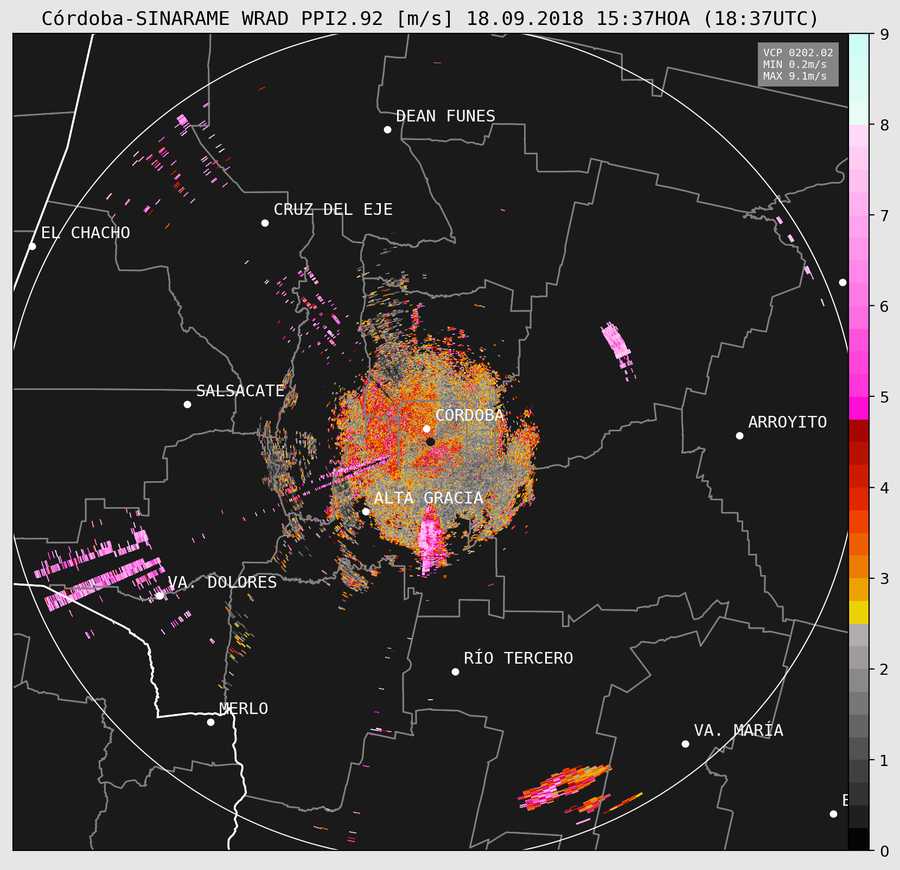 Córdoba-SINARAME WRAD PPI2.92 [m/s] 18.09.2018 15:37HOA (18:37UTC)
VCP 0202.02
MIN 0.2m/s
MAX 9.1m/s
9
8
7
6
5
4
3
2
1
0
DEAN FUNES
CRUZ DEL EJE
EL CHACHO
SALSACATE
CÓRDOBA
ARROYITO
ALTA GRACIA
VA. DOLORES
RÍO TERCERO
MERLO
VA. MARÍA